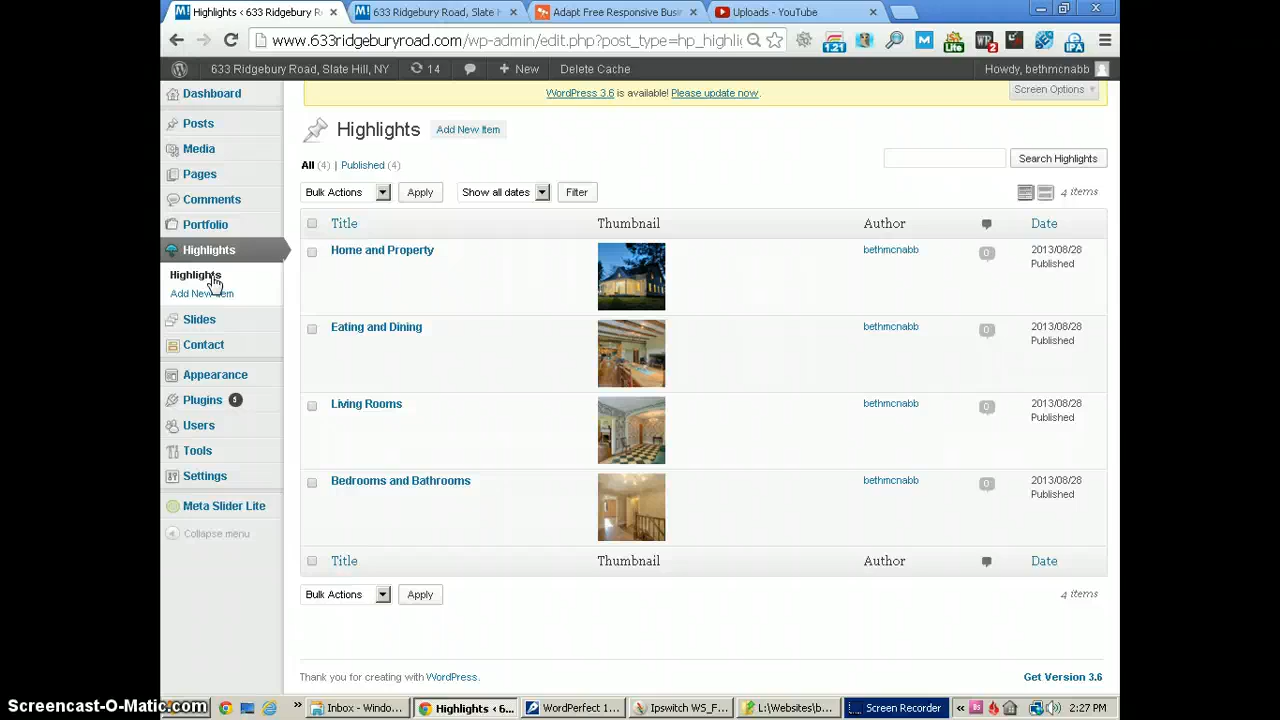 Highlights < 633 Ridgebury R
633 Ridgebury Road, Slate H
Adapt Free Responsive Busi
Uploads - YouTube
www.633ridgeburyroad.com/wp-admin/edit.php?post_type=hp_highli
1.21
Lite
WR
2
IPA
633 Ridgebury Road, Slate Hill, NY
14
New
Delete Cache
Howdy, bethmcnabb
Dashboard
Posts
Media
Pages
Comments
Portfolio
Highlights
Highlights
Add New Item
Slides
Contact
Appearance
Plugins 5
Users
Tools
Settings
Meta Slider Lite
Collapse menu
WordPress 3.6 is available! Please update now.
Screen Options
Highlights
Add New Item
All (4) | Published (4)
Search Highlights
Bulk Actions
Apply
Show all dates
Filter
4 items
Title Thumbnail Author Date
Home and Property bethmcnabb 0 2013/08/28
Published
Eating and Dining bethmcnabb 0 2013/08/28
Published
Living Rooms bethmcnabb 0 2013/08/28
Published
Bedrooms and Bathrooms bethmcnabb 0 2013/08/28
Published
Title Thumbnail Author Date
Bulk Actions
Apply
4 items
Thank you for creating with WordPress.
Get Version 3.6
Screencast-O-Matic.com
Inbox - Windo...
Highlights < 6...
WordPerfect 1...
Ipswitch WS_F...
L:\Websites\b...
Screen Recorder
2:27 PM